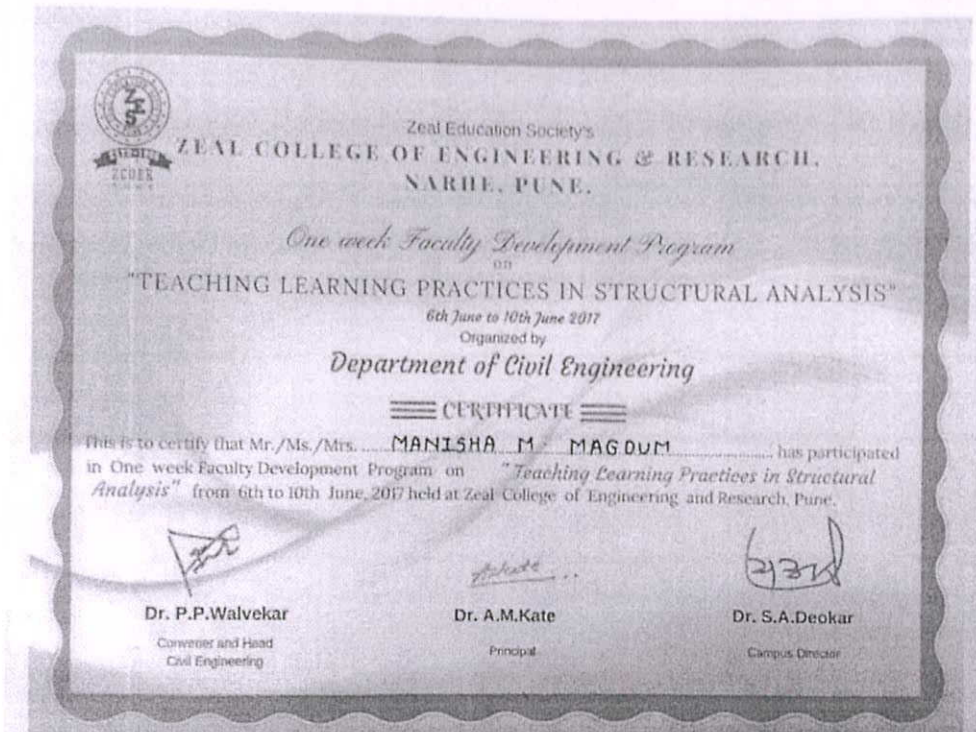 ZES
ZCOER
Zeal Education Society's
ZEAL COLLEGE OF ENGINEERING & RESEARCH,
NARHE, PUNE.
One week Faculty Development Program
on
"TEACHING LEARNING PRACTICES IN STRUCTURAL ANALYSIS"
6th June to 10th June 2017
Organized by
Department of Civil Engineering
CERTIFICATE
This is to certify that Mr./Ms./Mrs. MANISHA M. MAGDUM has participated
in One week Faculty Development Program on "Teaching Learning Practices in Structural
Analysis" from 6th to 10th June, 2017 held at Zeal College of Engineering and Research, Pune.
Dr. P.P.Walvekar Dr. A.M.Kate Dr. S.A.Deokar
Convener and Head Principal Campus Director
Civil Engineering